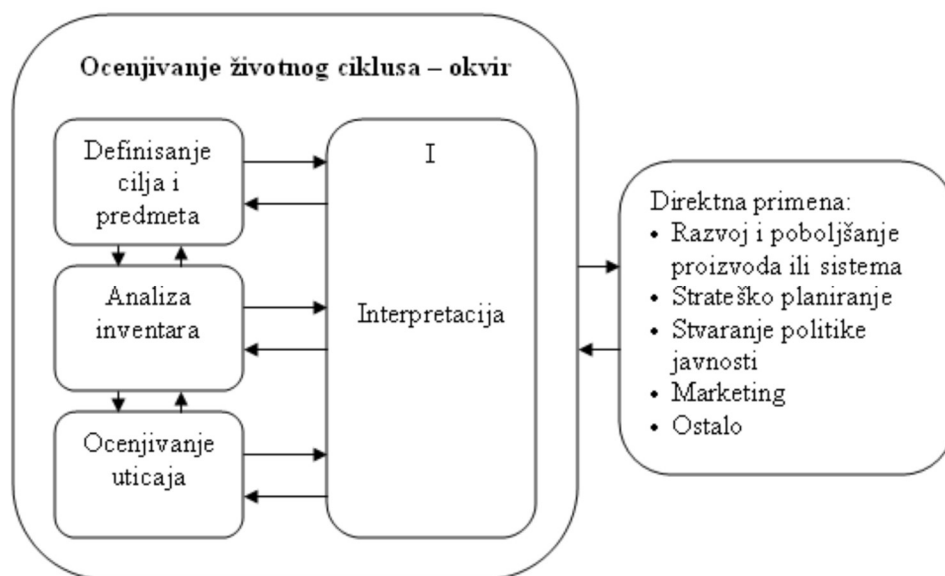 Ocenjivanje životnog ciklusa – okvir
Definisanje
cilja i
predmeta
Analiza
inventara
Ocenjivanje
uticaja
I
Interpretacija
Direktna primena:
• Razvoj i poboljšanje
proizvoda ili sistema
• Strateško planiranje
• Stvaranje politike
javnosti
• Marketing
• Ostalo